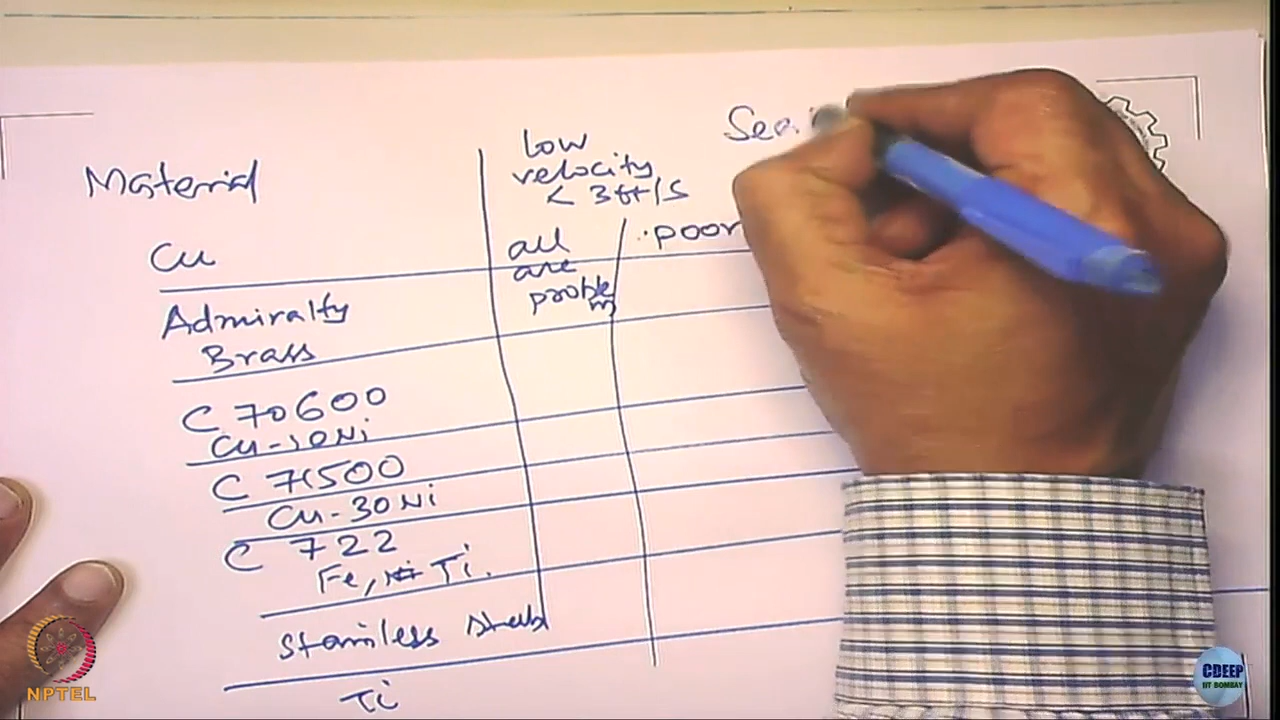 Material
low
velocity
< 3ft/s
Sea
Cu
all
are
problem
poor
Admiralty
Brass
C 70600
Cu-10Ni
C 71500
Cu-30Ni
C 722
Fe, Ti.
Stainless
Ti
NPTEL
CDEEP
IIT BOMBAY